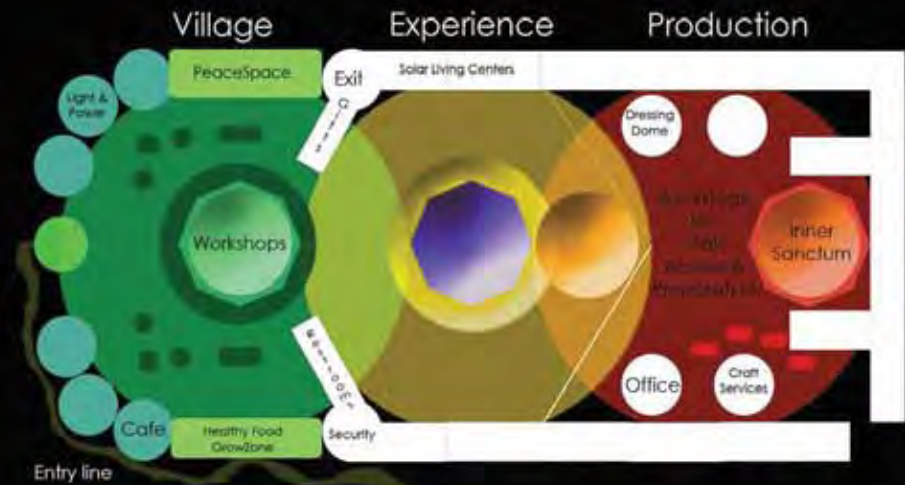 Village
Experience
Production
PeaceSpace
Exit
Solar Living Centers
Light &
Power
Gifts
Dressing
Dome
Workshops
Inner
Sanctum
Office
Craft
Services
Cafe
Healthy Food
GrowZone
Security
Entry line